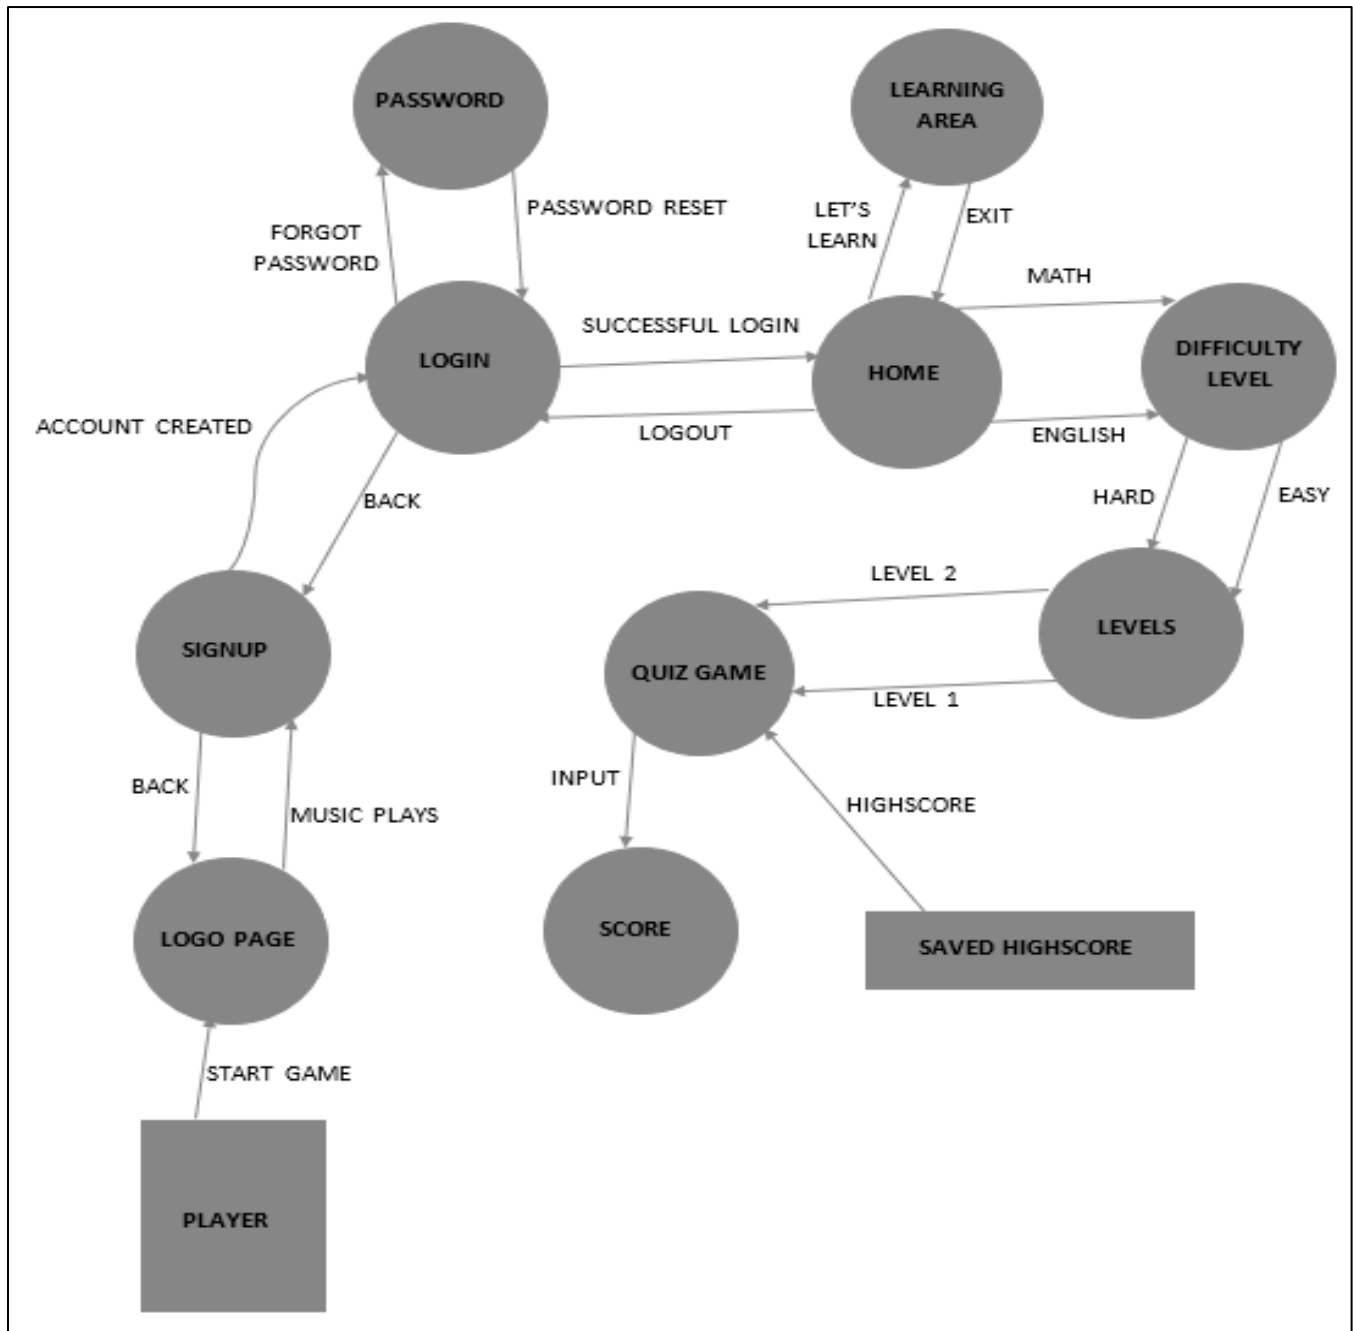 PASSWORD
LEARNING
AREA
FORGOT
PASSWORD
PASSWORD RESET
LET'S
LEARN
EXIT
MATH
LOGIN
SUCCESSFUL LOGIN
HOME
DIFFICULTY
LEVEL
ACCOUNT CREATED
LOGOUT
ENGLISH
BACK
HARD
EASY
LEVEL 2
SIGNUP
QUIZ GAME
LEVELS
LEVEL 1
BACK
MUSIC PLAYS
INPUT
HIGHSCORE
LOGO PAGE
SCORE
SAVED HIGHSCORE
START GAME
PLAYER